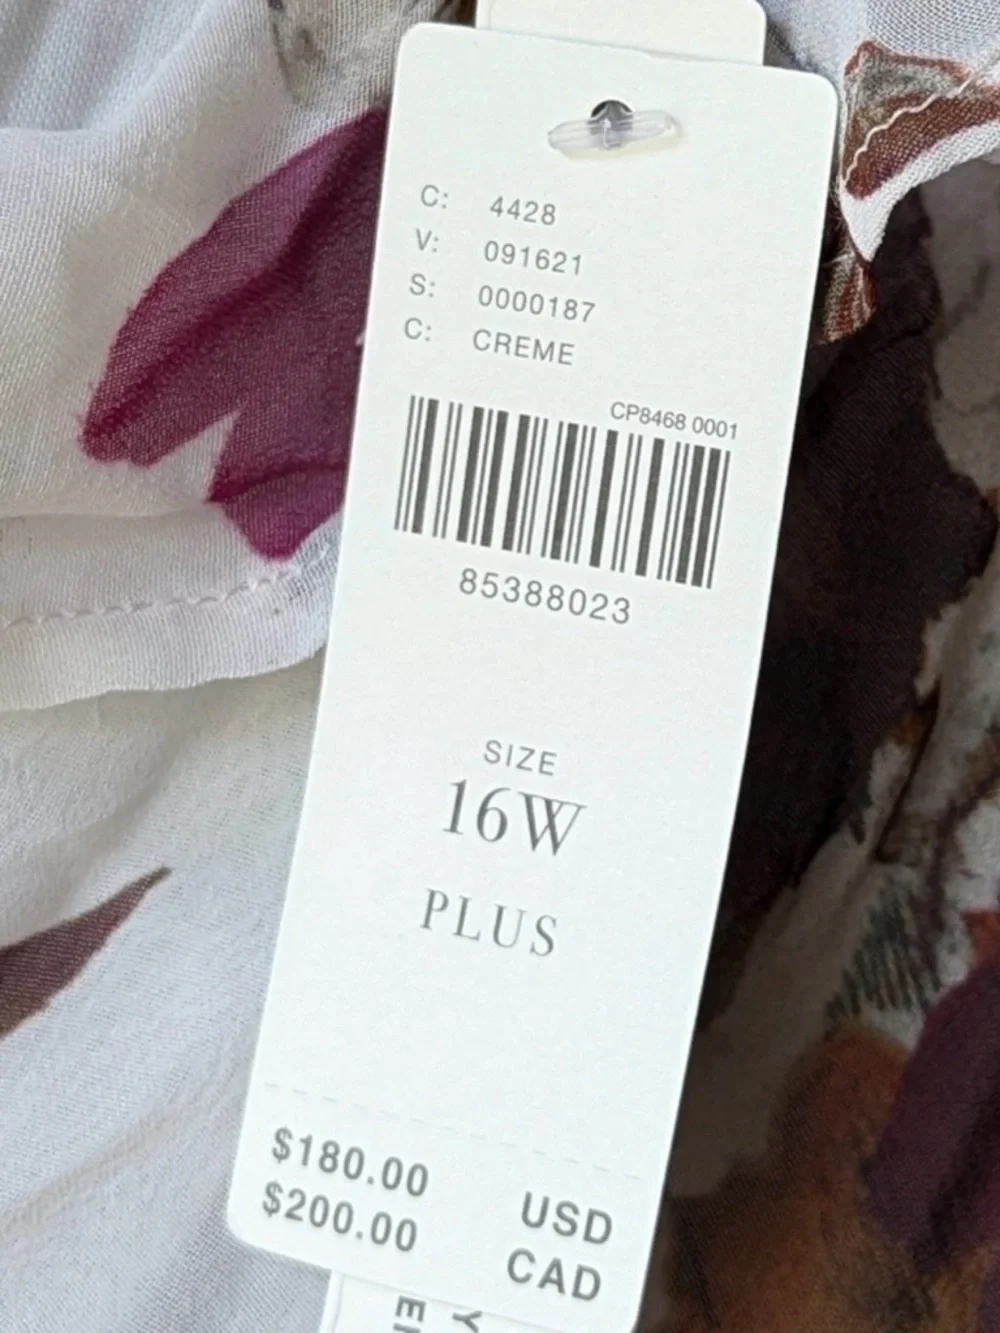 C: 4428
V: 091621
S: 0000187
C: CREME
CP8468 0001
85388023
SIZE
16W
PLUS
$180.00 USD
$200.00 CAD